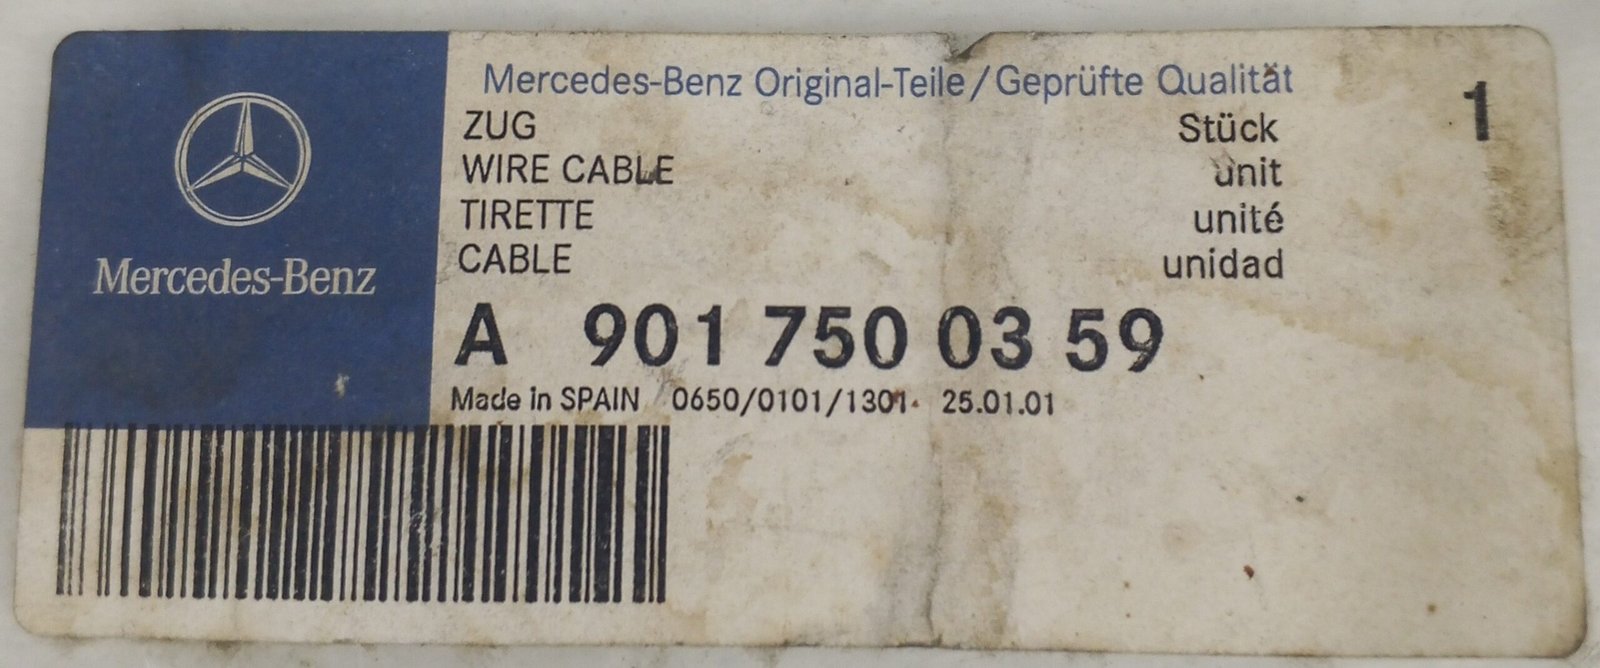 Mercedes-Benz
Mercedes-Benz Original-Teile/Geprüfte Qualität
ZUG Stück 1
WIRE CABLE unit
TIRETTE unité
CABLE unidad
A 901 750 03 59
Made in SPAIN 0650/0101/1301 25.01.01